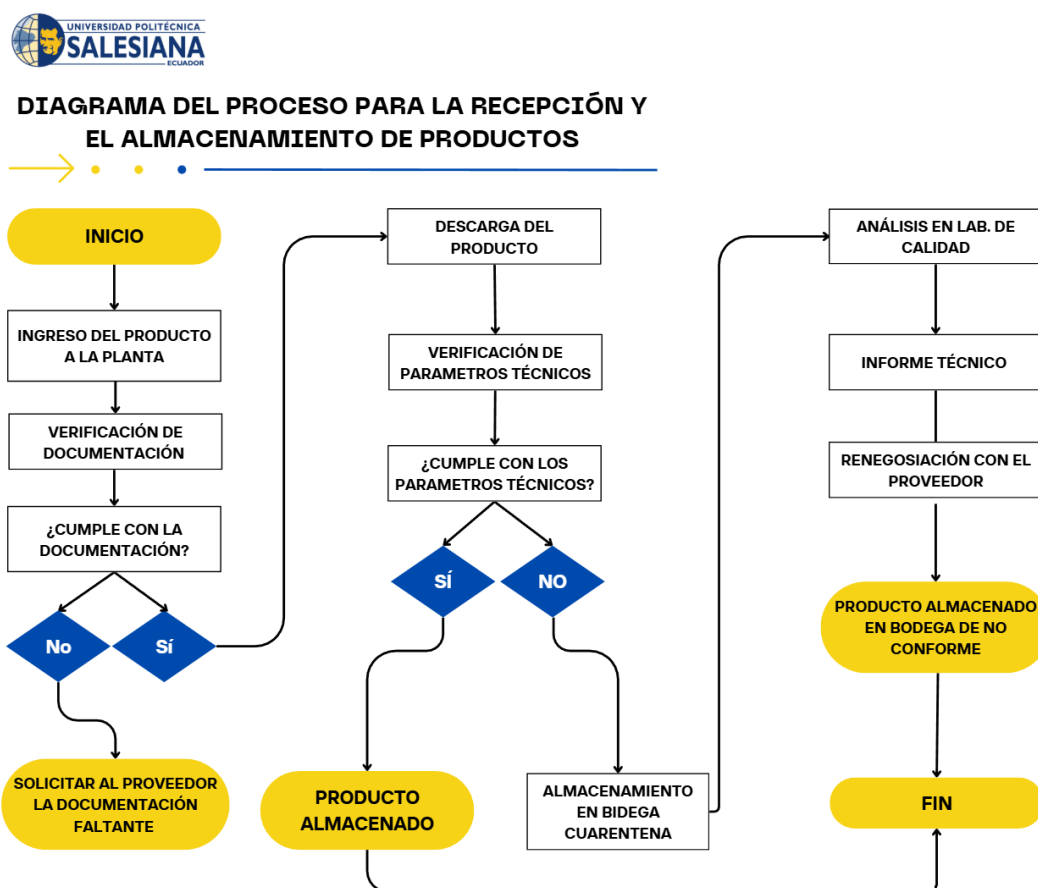 UNIVERSIDAD POLITÉCNICA
SALESIANA
ECUADOR
DIAGRAMA DEL PROCESO PARA LA RECEPCIÓN Y
EL ALMACENAMIENTO DE PRODUCTOS
INICIO
INGRESO DEL PRODUCTO
A LA PLANTA
VERIFICACIÓN DE
DOCUMENTACIÓN
¿CUMPLE CON LA
DOCUMENTACIÓN?
No
Sí
SOLICITAR AL PROVEEDOR
LA DOCUMENTACIÓN
FALTANTE
DESCARGA DEL
PRODUCTO
VERIFICACIÓN DE
PARAMETROS TÉCNICOS
¿CUMPLE CON LOS
PARAMETROS TÉCNICOS?
SÍ
NO
PRODUCTO
ALMACENADO
ALMACENAMIENTO
EN BIDEGA
CUARENTENA
ANÁLISIS EN LAB. DE
CALIDAD
INFORME TÉCNICO
RENEGOSIACIÓN CON EL
PROVEEDOR
PRODUCTO ALMACENADO
EN BODEGA DE NO
CONFORME
FIN